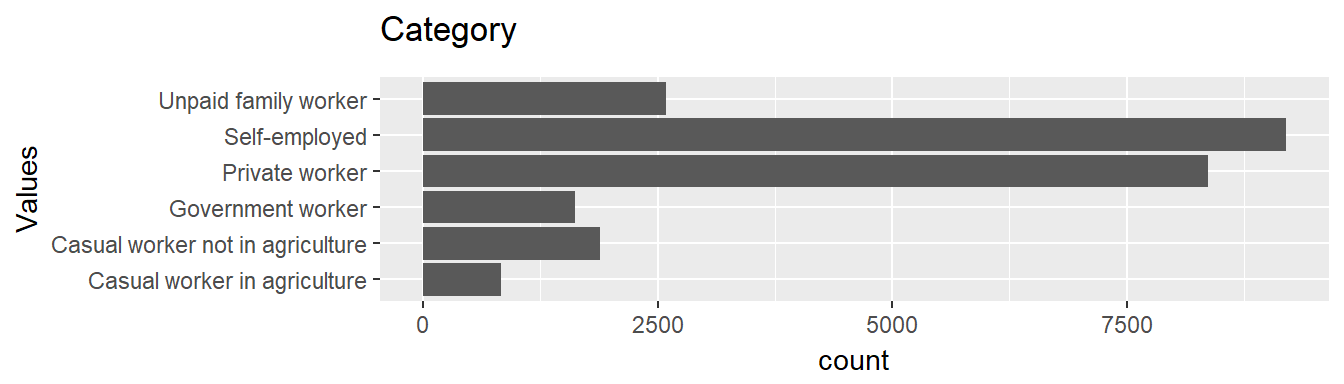 Category
Values
Unpaid family worker
Self-employed
Private worker
Government worker
Casual worker not in agriculture
Casual worker in agriculture
0 2500 5000 7500
count